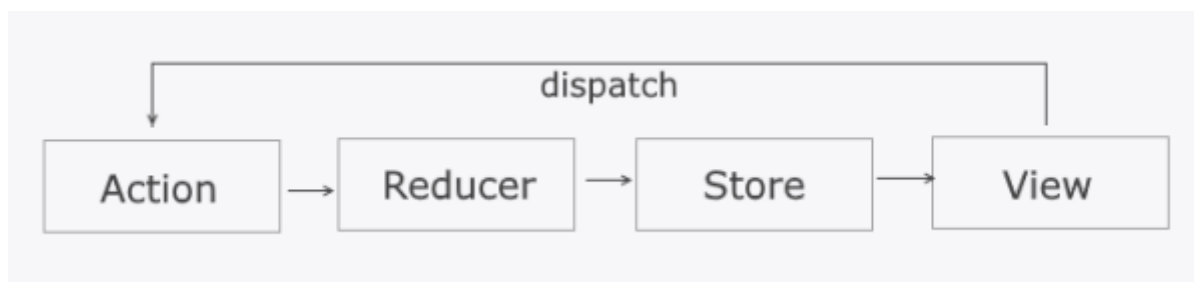 dispatch
Action
Reducer
Store
View